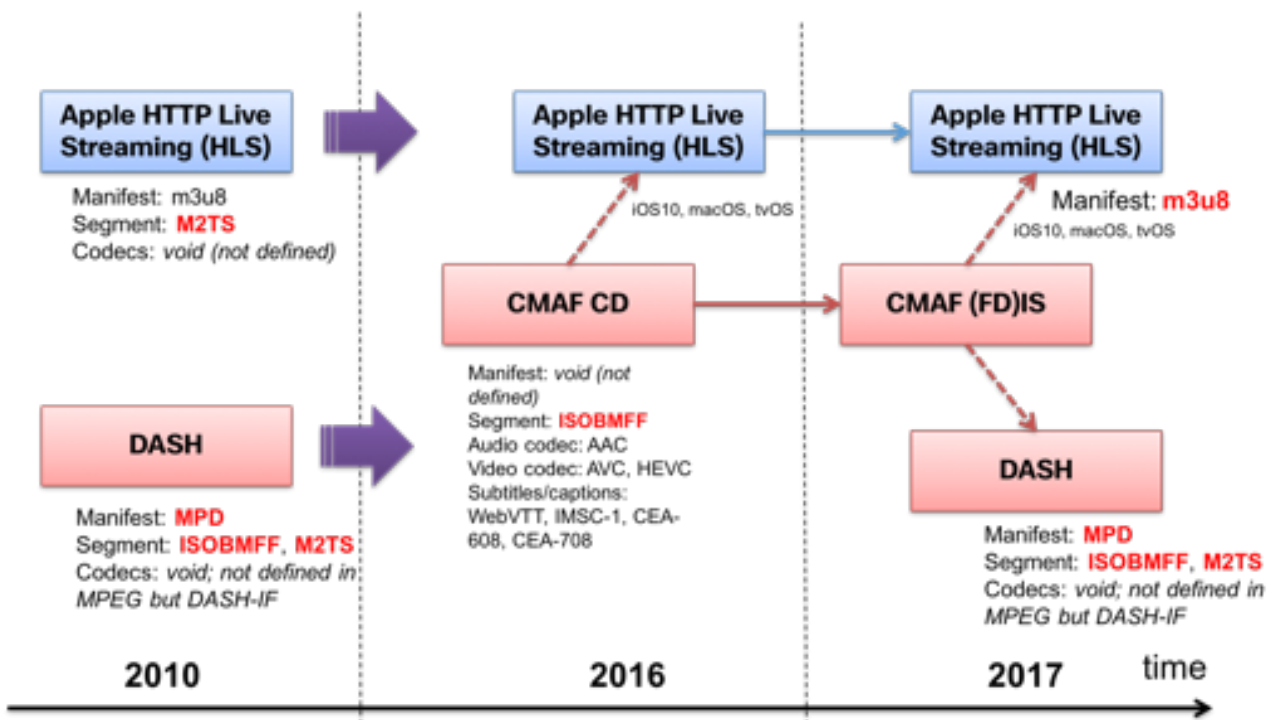 Apple HTTP Live
Streaming (HLS)
Manifest: m3u8
Segment: M2TS
Codecs: void (not defined)
DASH
Manifest: MPD
Segment: ISOBMFF, M2TS
Codecs: void; not defined in
MPEG but DASH-IF
2010
Apple HTTP Live
Streaming (HLS)
iOS10, macOS, tvOS
CMAF CD
Manifest: void (not
defined)
Segment: ISOBMFF
Audio codec: AAC
Video codec: AVC, HEVC
Subtitles/captions:
WebVTT, IMSC-1, CEA-
608, CEA-708
2016
Apple HTTP Live
Streaming (HLS)
Manifest: m3u8
iOS10, macOS, tvOS
CMAF (FD)IS
DASH
Manifest: MPD
Segment: ISOBMFF, M2TS
Codecs: void; not defined in
MPEG but DASH-IF
2017
time